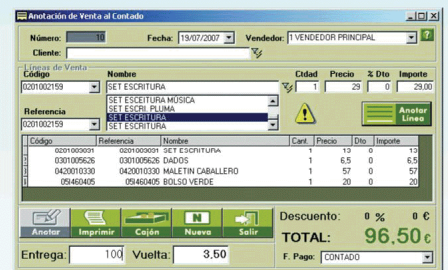 Anotación de Venta al Contado
Número: 10 Fecha: 19/07/2007 Vendedor: 1 VENDEDOR PRINCIPAL
Cliente:
Líneas de Venta
Código Nombre Ctdad Precio % Dto Importe
0201002159 SET ESCRITURA 1 29 0 29,00
SET ESCEITURA MÚSICA
SET ESCRI. PLUMA
SET ESCRITURA
SET ESCRITURA
Referencia
0201002159
Anotar Línea
Código Referencia Nombre Cant. Precio Dto Importe
0201003031 0201003031 SET ESCRITURA 1 13 0 13
0301005626 0301005626 DADOS 1 6,5 0 6,5
0420010330 0420010330 MALETIN CABALLERO 1 57 0 57
05I460405 05I460405 BOLSO VERDE 1 20 0 20
Anotar Imprimir Cajón Nuevo Salir
N
Descuento: 0 % 0 €
TOTAL: 96,50 €
Entrega: 100 Vuelta: 3,50
F. Pago: CONTADO